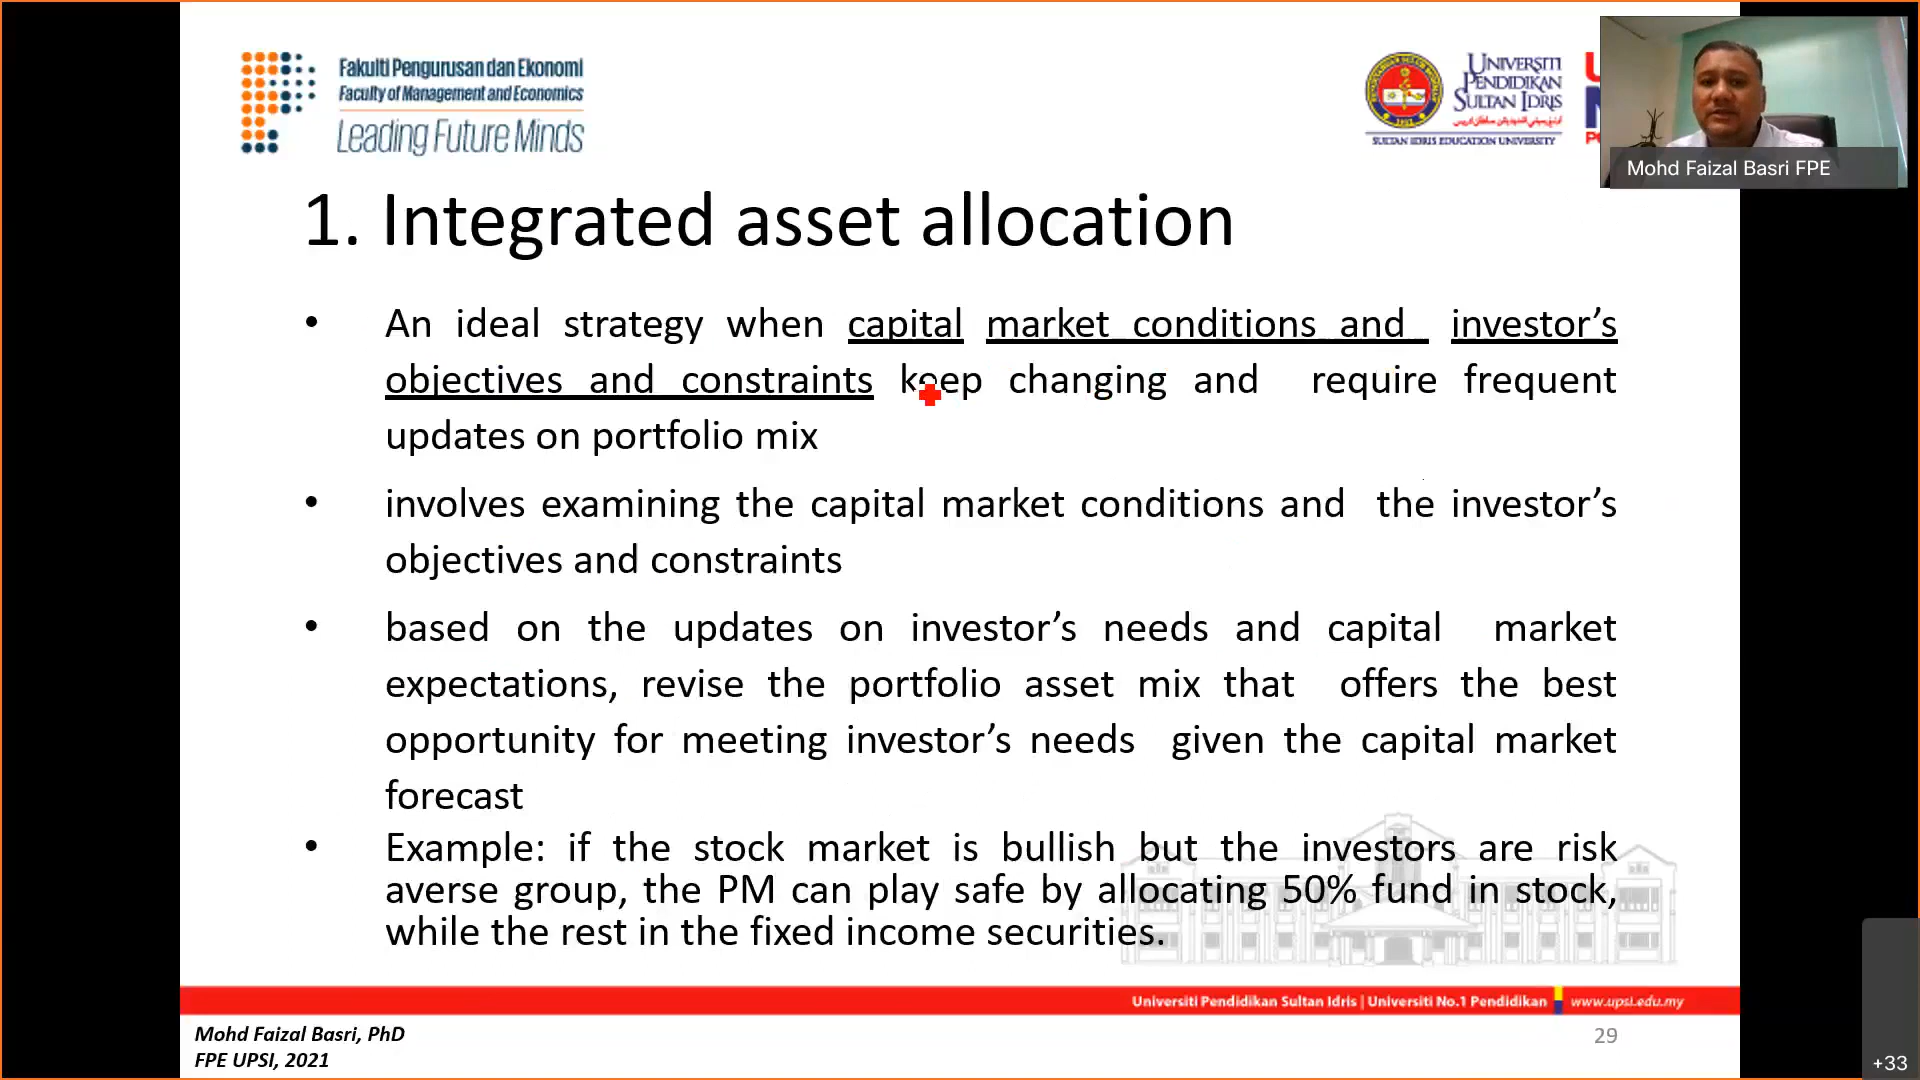 Fakulti Pengurusan dan Ekonomi
Faculty of Management and Economics
Leading Future Minds
UNIVERSITI
PENDIDIKAN
SULTAN IDRIS
SULTAN IDRIS EDUCATION UNIVERSITY
Mohd Faizal Basri FPE
1. Integrated asset allocation
• An ideal strategy when capital market conditions and investor’s
objectives and constraints keep changing and require frequent
updates on portfolio mix
• involves examining the capital market conditions and the investor’s
objectives and constraints
• based on the updates on investor’s needs and capital market
expectations, revise the portfolio asset mix that offers the best
opportunity for meeting investor’s needs given the capital market
forecast
• Example: if the stock market is bullish but the investors are risk
averse group, the PM can play safe by allocating 50% fund in stock,
while the rest in the fixed income securities.
Universiti Pendidikan Sultan Idris | Universiti No.1 Pendidikan
www.upsi.edu.my
Mohd Faizal Basri, PhD
FPE UPSI, 2021
29
+33